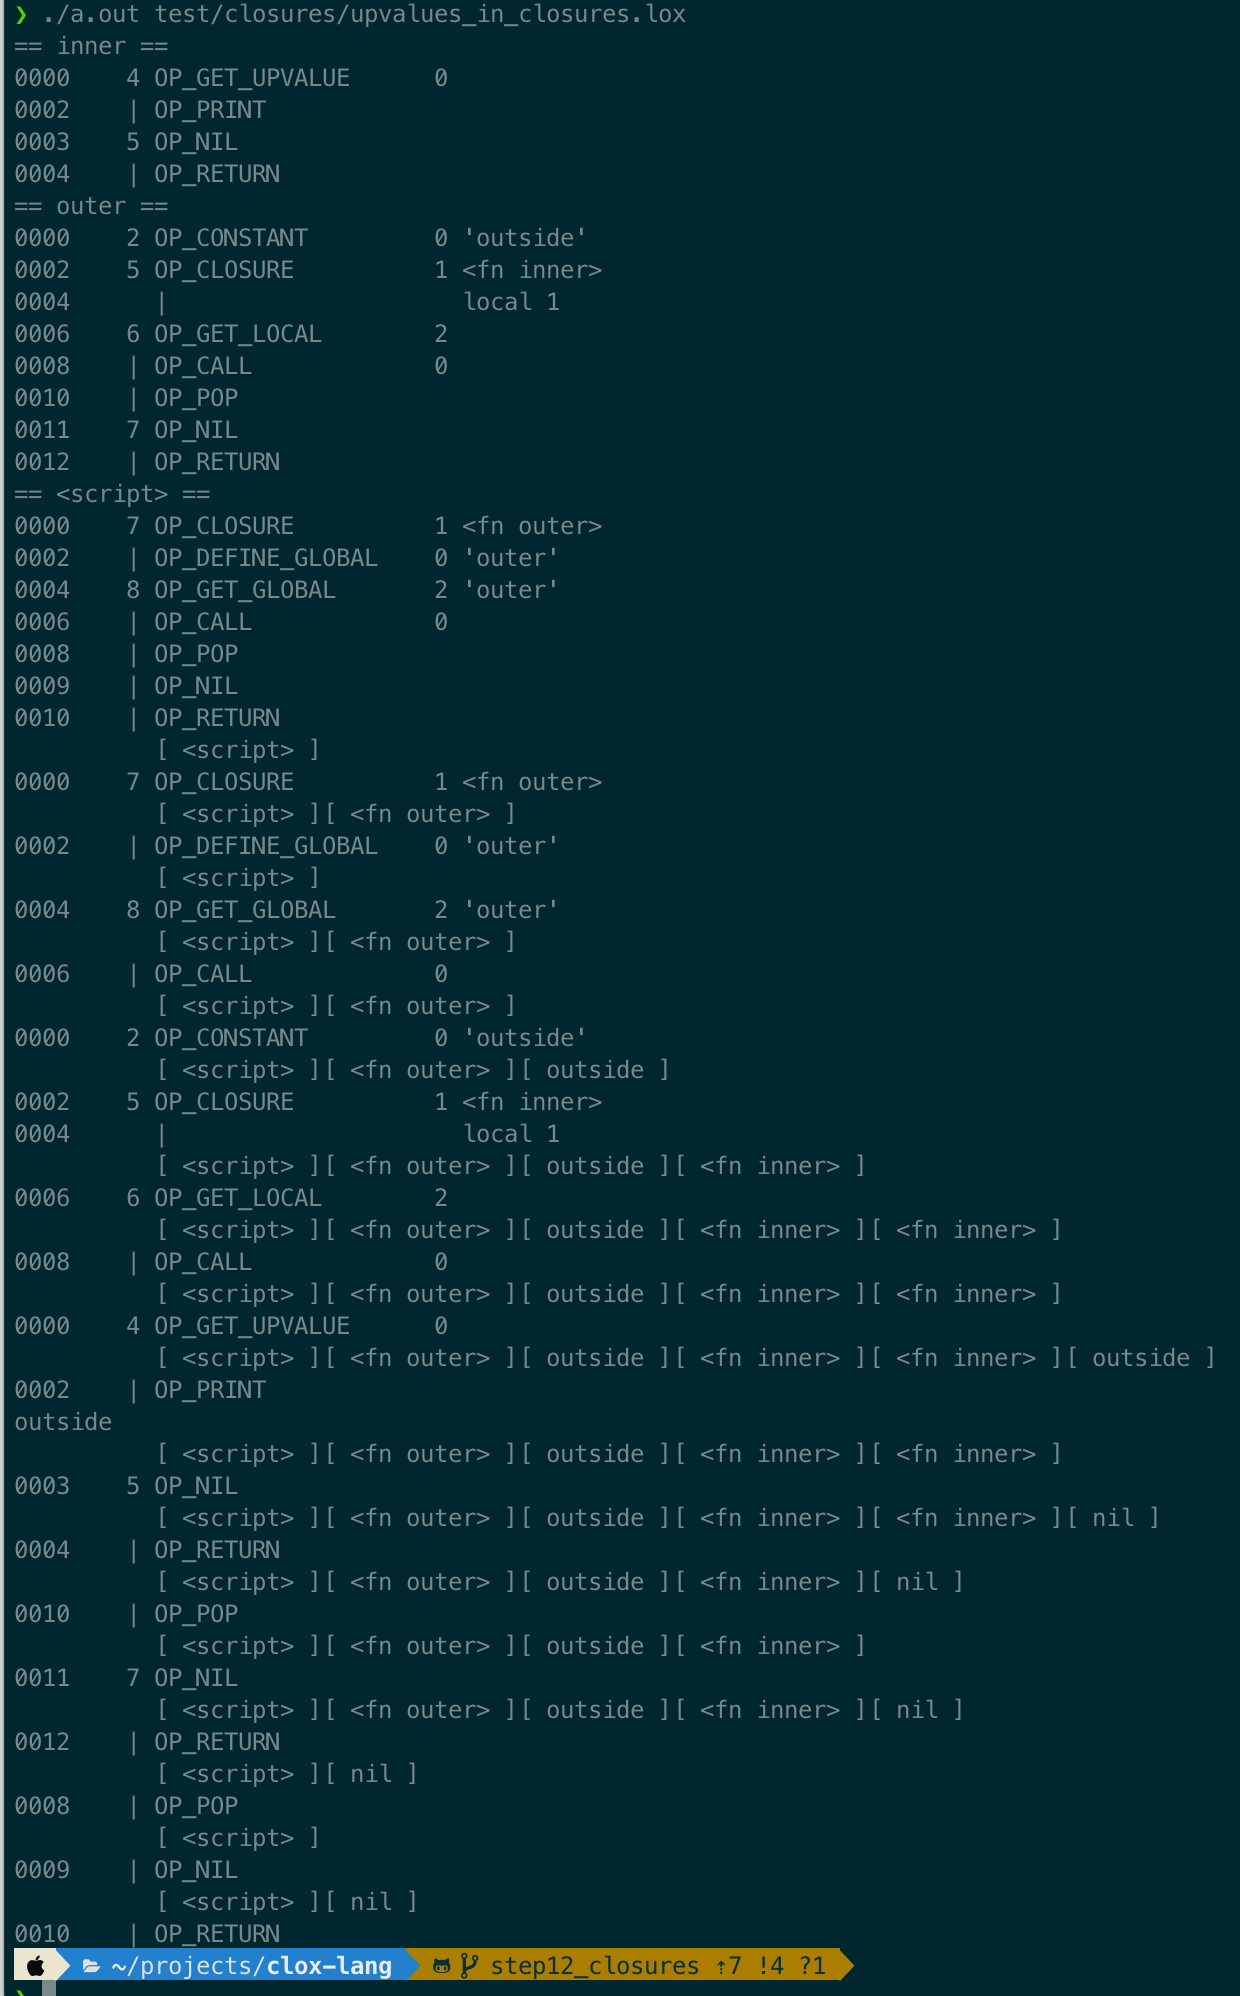 ❯ ./a.out test/closures/upvalues_in_closures.lox
== inner ==
0000    4 OP_GET_UPVALUE      0
0002    | OP_PRINT
0003    5 OP_NIL
0004    | OP_RETURN
== outer ==
0000    2 OP_CONSTANT         0 'outside'
0002    5 OP_CLOSURE          1 <fn inner>
0004      |                     local 1
0006    6 OP_GET_LOCAL        2
0008    | OP_CALL             0
0010    | OP_POP
0011    7 OP_NIL
0012    | OP_RETURN
== <script> ==
0000    7 OP_CLOSURE          1 <fn outer>
0002    | OP_DEFINE_GLOBAL    0 'outer'
0004    8 OP_GET_GLOBAL       2 'outer'
0006    | OP_CALL             0
0008    | OP_POP
0009    | OP_NIL
0010    | OP_RETURN
          [ <script> ]
0000    7 OP_CLOSURE          1 <fn outer>
          [ <script> ][ <fn outer> ]
0002    | OP_DEFINE_GLOBAL    0 'outer'
          [ <script> ]
0004    8 OP_GET_GLOBAL       2 'outer'
          [ <script> ][ <fn outer> ]
0006    | OP_CALL             0
          [ <script> ][ <fn outer> ]
0000    2 OP_CONSTANT         0 'outside'
          [ <script> ][ <fn outer> ][ outside ]
0002    5 OP_CLOSURE          1 <fn inner>
0004      |                     local 1
          [ <script> ][ <fn outer> ][ outside ][ <fn inner> ]
0006    6 OP_GET_LOCAL        2
          [ <script> ][ <fn outer> ][ outside ][ <fn inner> ][ <fn inner> ]
0008    | OP_CALL             0
          [ <script> ][ <fn outer> ][ outside ][ <fn inner> ][ <fn inner> ]
0000    4 OP_GET_UPVALUE      0
          [ <script> ][ <fn outer> ][ outside ][ <fn inner> ][ <fn inner> ][ outside ]
0002    | OP_PRINT
outside
          [ <script> ][ <fn outer> ][ outside ][ <fn inner> ][ <fn inner> ]
0003    5 OP_NIL
          [ <script> ][ <fn outer> ][ outside ][ <fn inner> ][ <fn inner> ][ nil ]
0004    | OP_RETURN
          [ <script> ][ <fn outer> ][ outside ][ <fn inner> ][ nil ]
0010    | OP_POP
          [ <script> ][ <fn outer> ][ outside ][ <fn inner> ]
0011    7 OP_NIL
          [ <script> ][ <fn outer> ][ outside ][ <fn inner> ][ nil ]
0012    | OP_RETURN
          [ <script> ][ nil ]
0008    | OP_POP
          [ <script> ]
0009    | OP_NIL
          [ <script> ][ nil ]
0010    | OP_RETURN
~/projects/clox-lang step12_closures ⇡7 !4 ?1